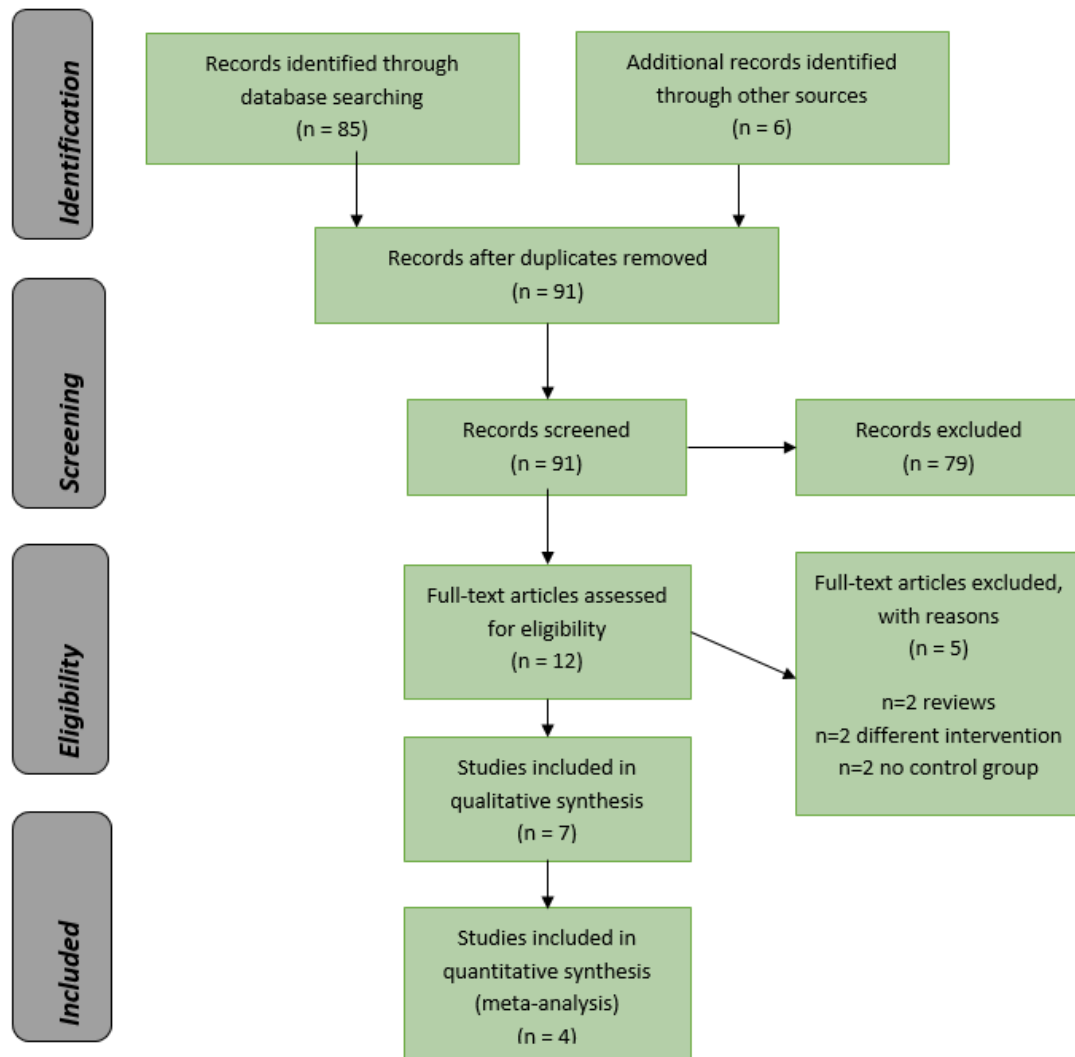 Identification
Records identified through
database searching
(n = 85)
Additional records identified
through other sources
(n = 6)
Records after duplicates removed
(n = 91)
Screening
Records screened
(n = 91)
Records excluded
(n = 79)
Eligibility
Full-text articles assessed
for eligibility
(n = 12)
Full-text articles excluded,
with reasons
(n = 5)
n=2 reviews
n=2 different intervention
n=2 no control group
Studies included in
qualitative synthesis
(n = 7)
Included
Studies included in
quantitative synthesis
(meta-analysis)
(n = 4)